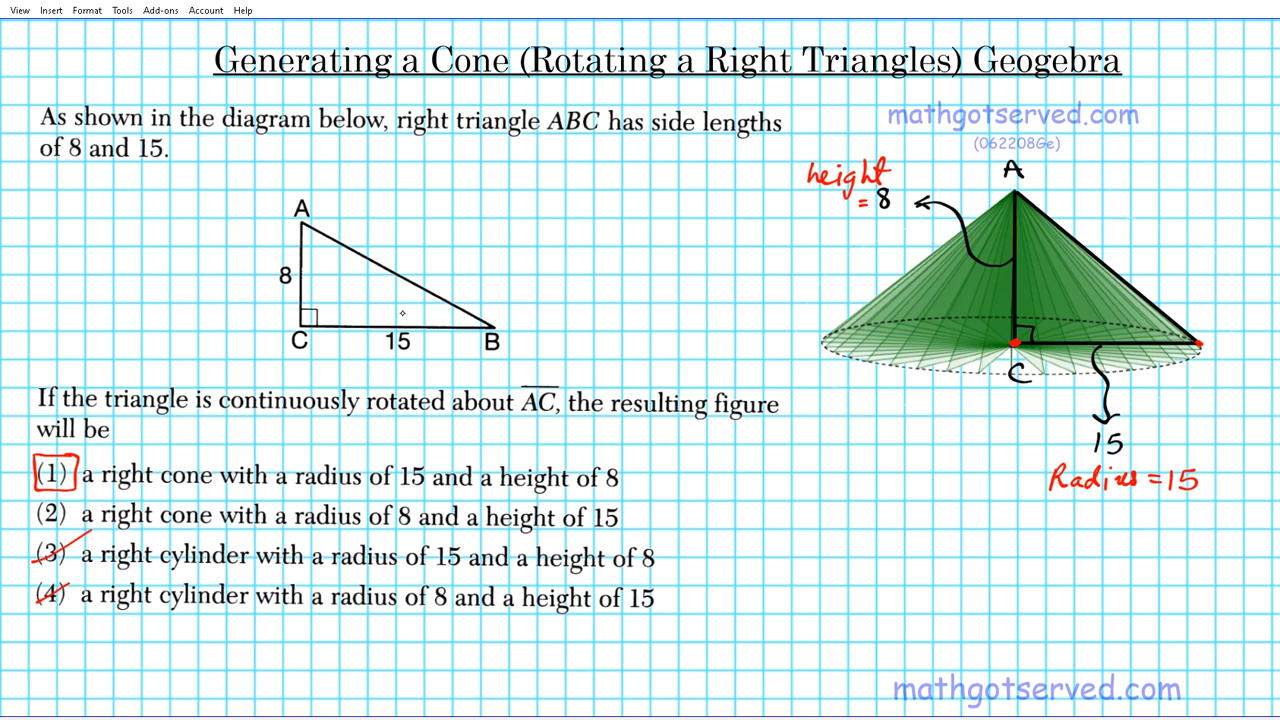 View Insert Format Tools Add-ons Account Help
Generating a Cone (Rotating a Right Triangles) Geogebra
As shown in the diagram below, right triangle ABC has side lengths
of 8 and 15.
mathgotserved.com
(062208Ge)
A
8
C
15
B
height
= 8
A
C
15
Radius = 15
If the triangle is continuously rotated about AC, the resulting figure
will be
(1) a right cone with a radius of 15 and a height of 8
(2) a right cone with a radius of 8 and a height of 15
(3) a right cylinder with a radius of 15 and a height of 8
(4) a right cylinder with a radius of 8 and a height of 15
mathgotserved.com